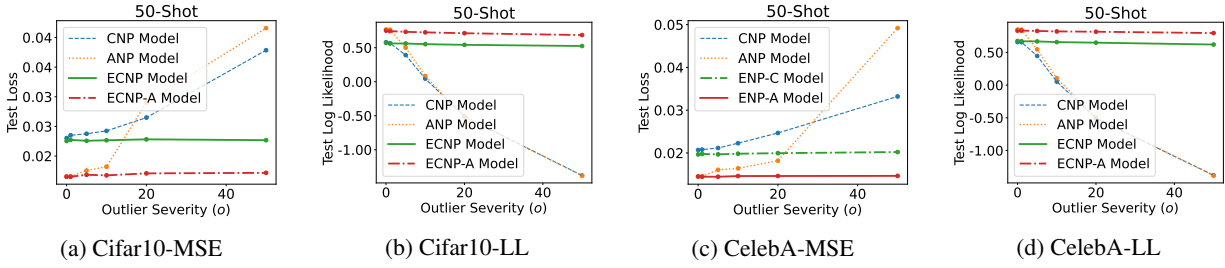 50-Shot
0.04
0.04
0.03
0.03
0.02
Test Loss
CNP Model
ANP Model
ECNP Model
ECNP-A Model
0 20 40
Outlier Severity (o)
(a) Cifar10-MSE
50-Shot
0.50
0.00
−0.50
−1.00
Test Log Likelihood
CNP Model
ANP Model
ECNP Model
ECNP-A Model
0 20 40
Outlier Severity (o)
(b) Cifar10-LL
50-Shot
0.05
0.04
0.03
0.02
Test Loss
CNP Model
ANP Model
ENP-C Model
ENP-A Model
0 20 40
Outlier Severity (o)
(c) CelebA-MSE
50-Shot
0.50
0.00
−0.50
−1.00
Test Log Likelihood
CNP Model
ANP Model
ECNP Model
ECNP-A Model
0 20 40
Outlier Severity (o)
(d) CelebA-LL